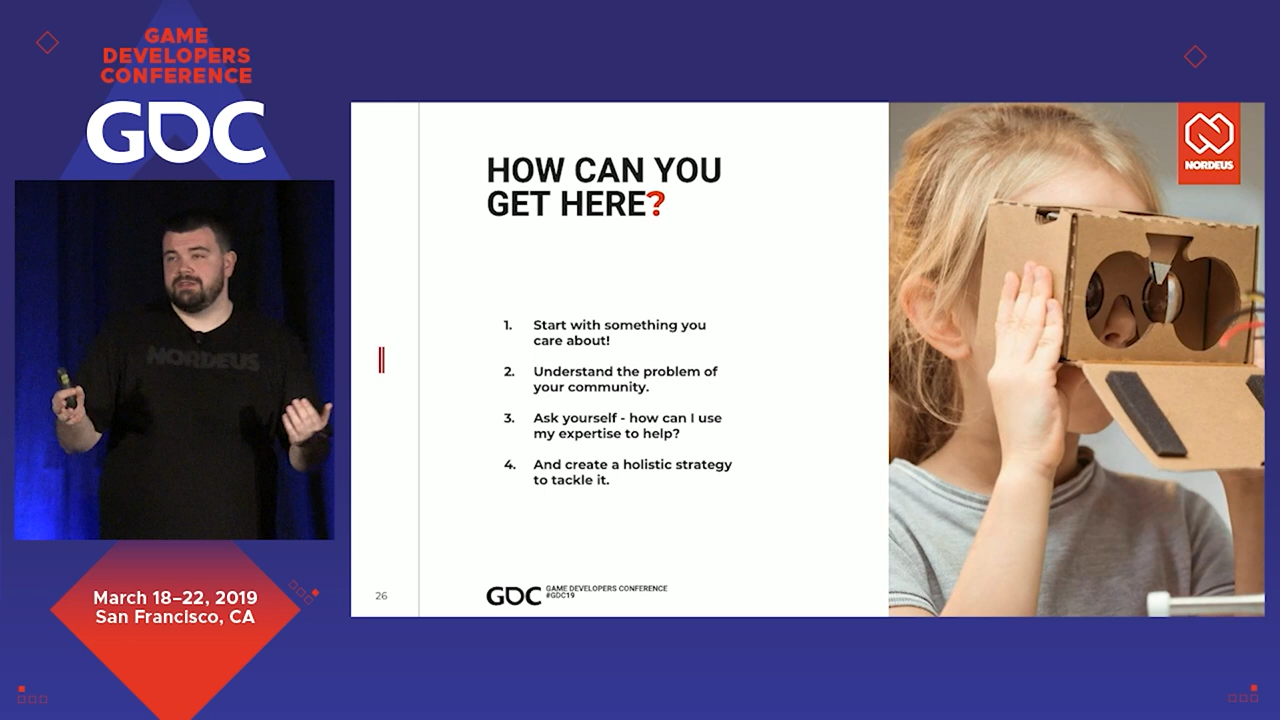 GAME
DEVELOPERS
CONFERENCE
GDC
NORDEUS
March 18–22, 2019
San Francisco, CA
HOW CAN YOU
GET HERE?
1. Start with something you
care about!
2. Understand the problem of
your community.
3. Ask yourself - how can I use
my expertise to help?
4. And create a holistic strategy
to tackle it.
26
GDC GAME DEVELOPERS CONFERENCE
#GDC19
NORDEUS